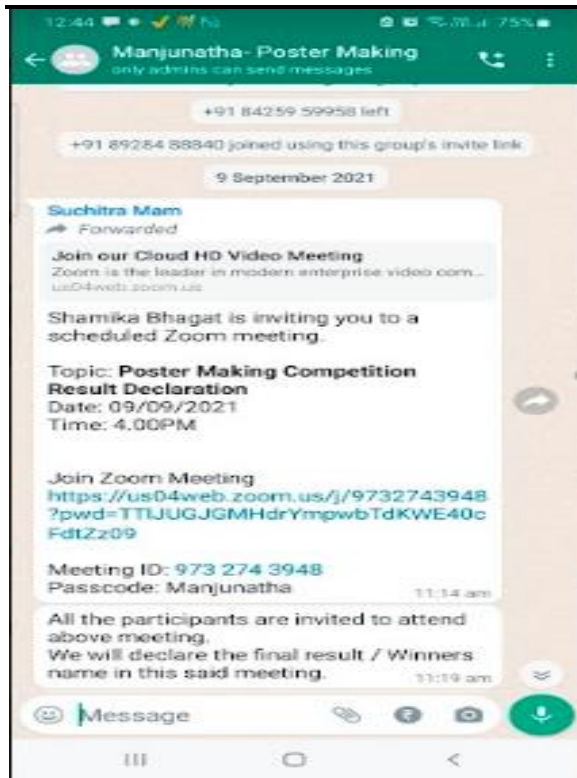 12:44 75%
Manjunatha- Poster Making
only admins can send messages
+91 84259 59958 left
+91 89284 88840 joined using this group's invite link
9 September 2021
Suchitra Mam
Forwarded
Join our Cloud HD Video Meeting
Zoom is the leader in modern enterprise video com...
us04web.zoom.us
Shamika Bhagat is inviting you to a
scheduled Zoom meeting.
Topic: Poster Making Competition
Result Declaration
Date: 09/09/2021
Time: 4.00PM
Join Zoom Meeting
https://us04web.zoom.us/j/9732743948
?pwd=TTlJUGJGMHdrYmpwbTdKWE40c
FdtZz09
Meeting ID: 973 274 3948
Passcode: Manjunatha
11:14 am
All the participants are invited to attend
above meeting.
We will declare the final result / Winners
name in this said meeting.
11:19 am
Message